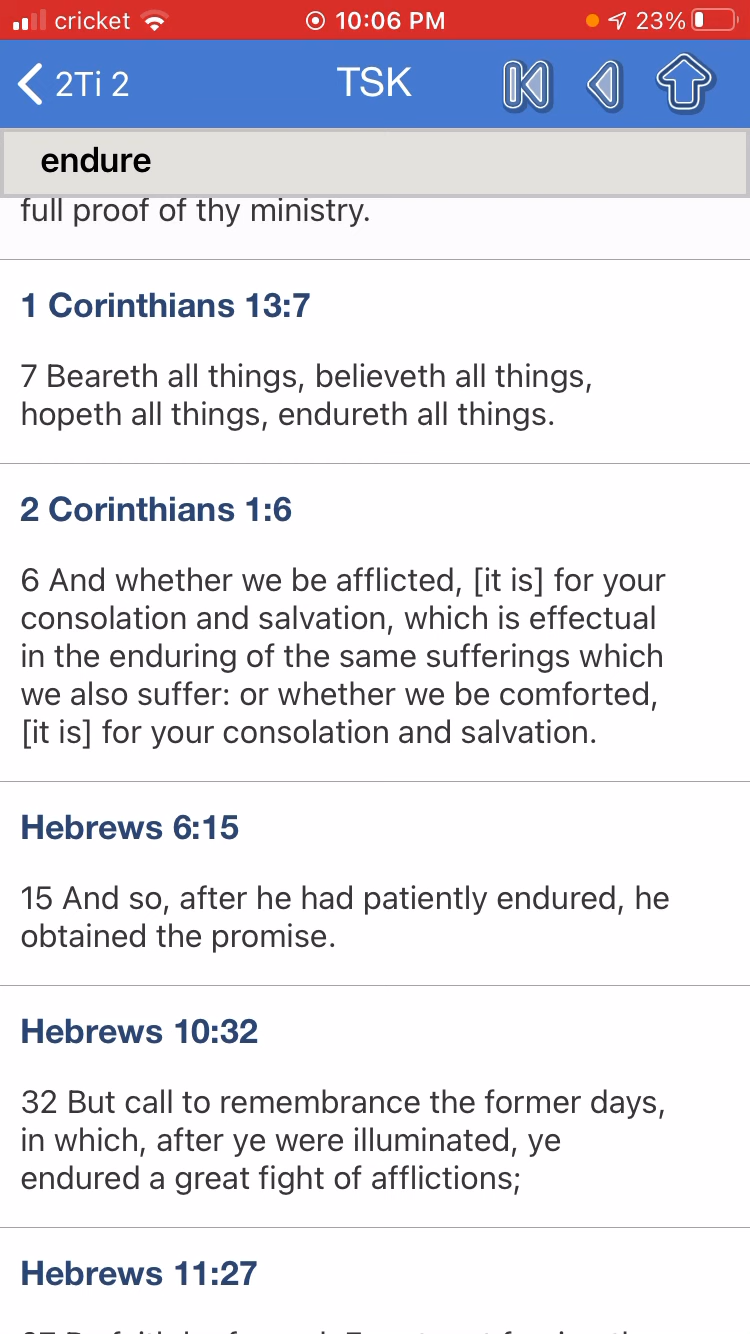 cricket 10:06 PM 23%
2Ti 2 TSK
endure
full proof of thy ministry.
1 Corinthians 13:7
7 Beareth all things, believeth all things,
hopeth all things, endureth all things.
2 Corinthians 1:6
6 And whether we be afflicted, [it is] for your
consolation and salvation, which is effectual
in the enduring of the same sufferings which
we also suffer: or whether we be comforted,
[it is] for your consolation and salvation.
Hebrews 6:15
15 And so, after he had patiently endured, he
obtained the promise.
Hebrews 10:32
32 But call to remembrance the former days,
in which, after ye were illuminated, ye
endured a great fight of afflictions;
Hebrews 11:27